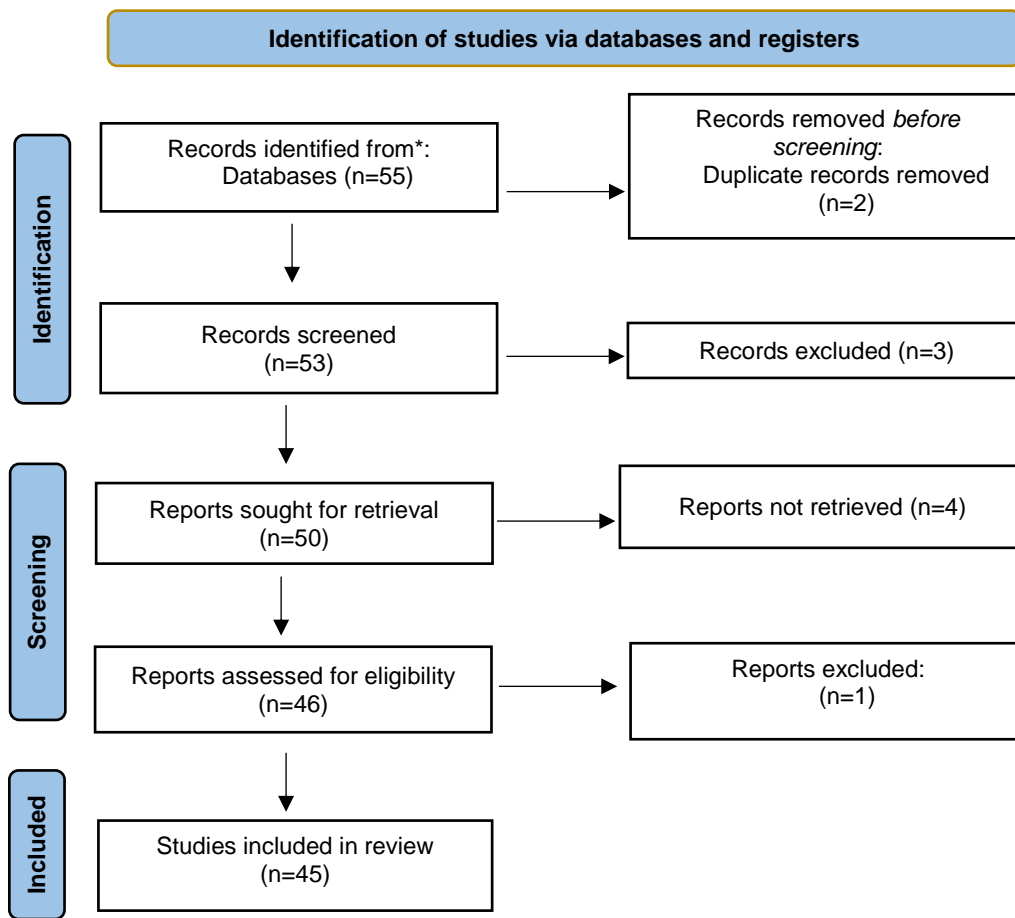 Identification of studies via databases and registers
Identification
Records identified from*:
Databases (n=55)
Records removed before
screening:
Duplicate records removed
(n=2)
Records screened
(n=53)
Records excluded (n=3)
Screening
Reports sought for retrieval
(n=50)
Reports not retrieved (n=4)
Reports assessed for eligibility
(n=46)
Reports excluded:
(n=1)
Included
Studies included in review
(n=45)